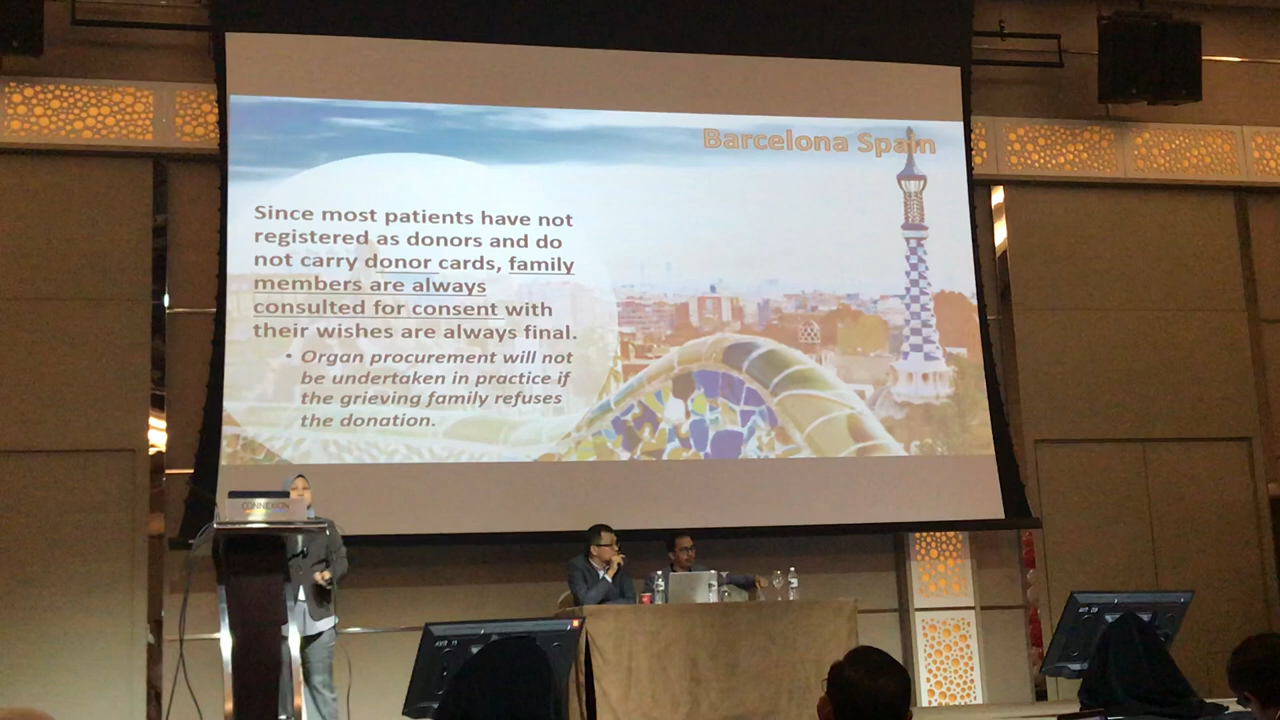 Barcelona Spain
Since most patients have not
registered as donors and do
not carry donor cards, family
members are always
consulted for consent with
their wishes are always final.
• Organ procurement will not
be undertaken in practice if
the grieving family refuses
the donation.
CONNEXION